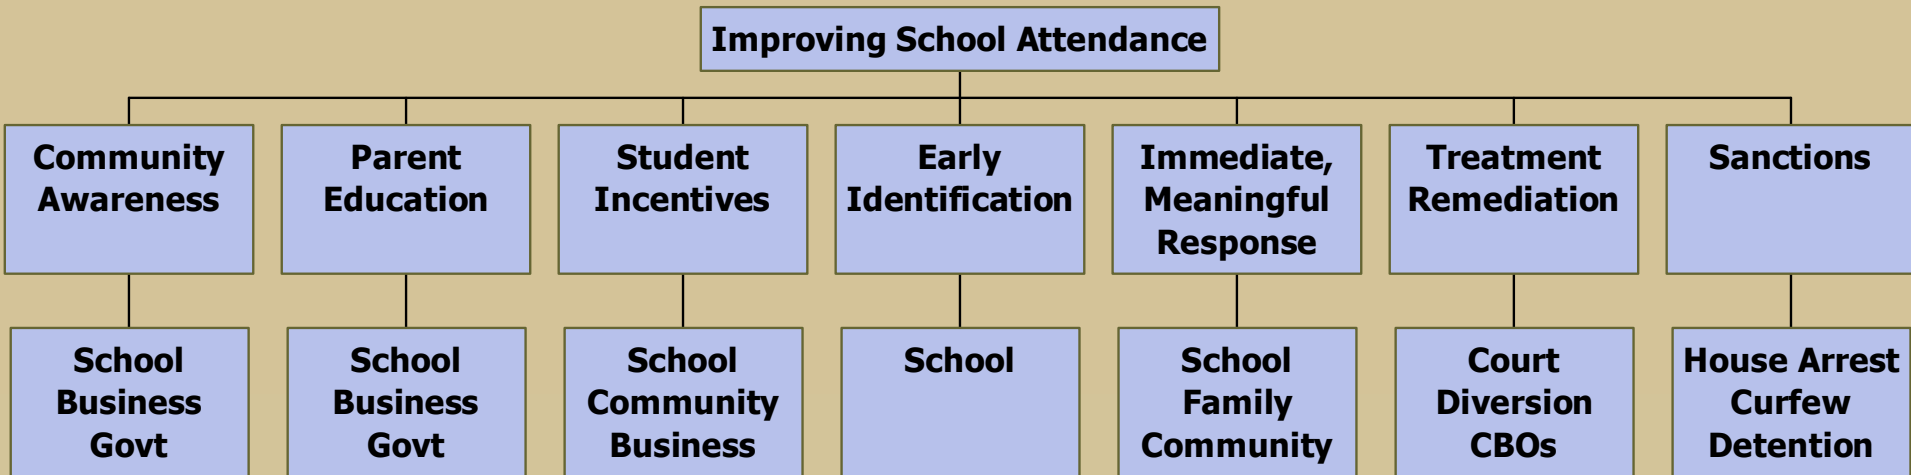 Improving School Attendance
Community
Awareness
Parent
Education
Student
Incentives
Early
Identification
Immediate,
Meaningful
Response
Treatment
Remediation
Sanctions
School
Business
Govt
School
Business
Govt
School
Community
Business
School
School
Family
Community
Court
Diversion
CBOs
House Arrest
Curfew
Detention